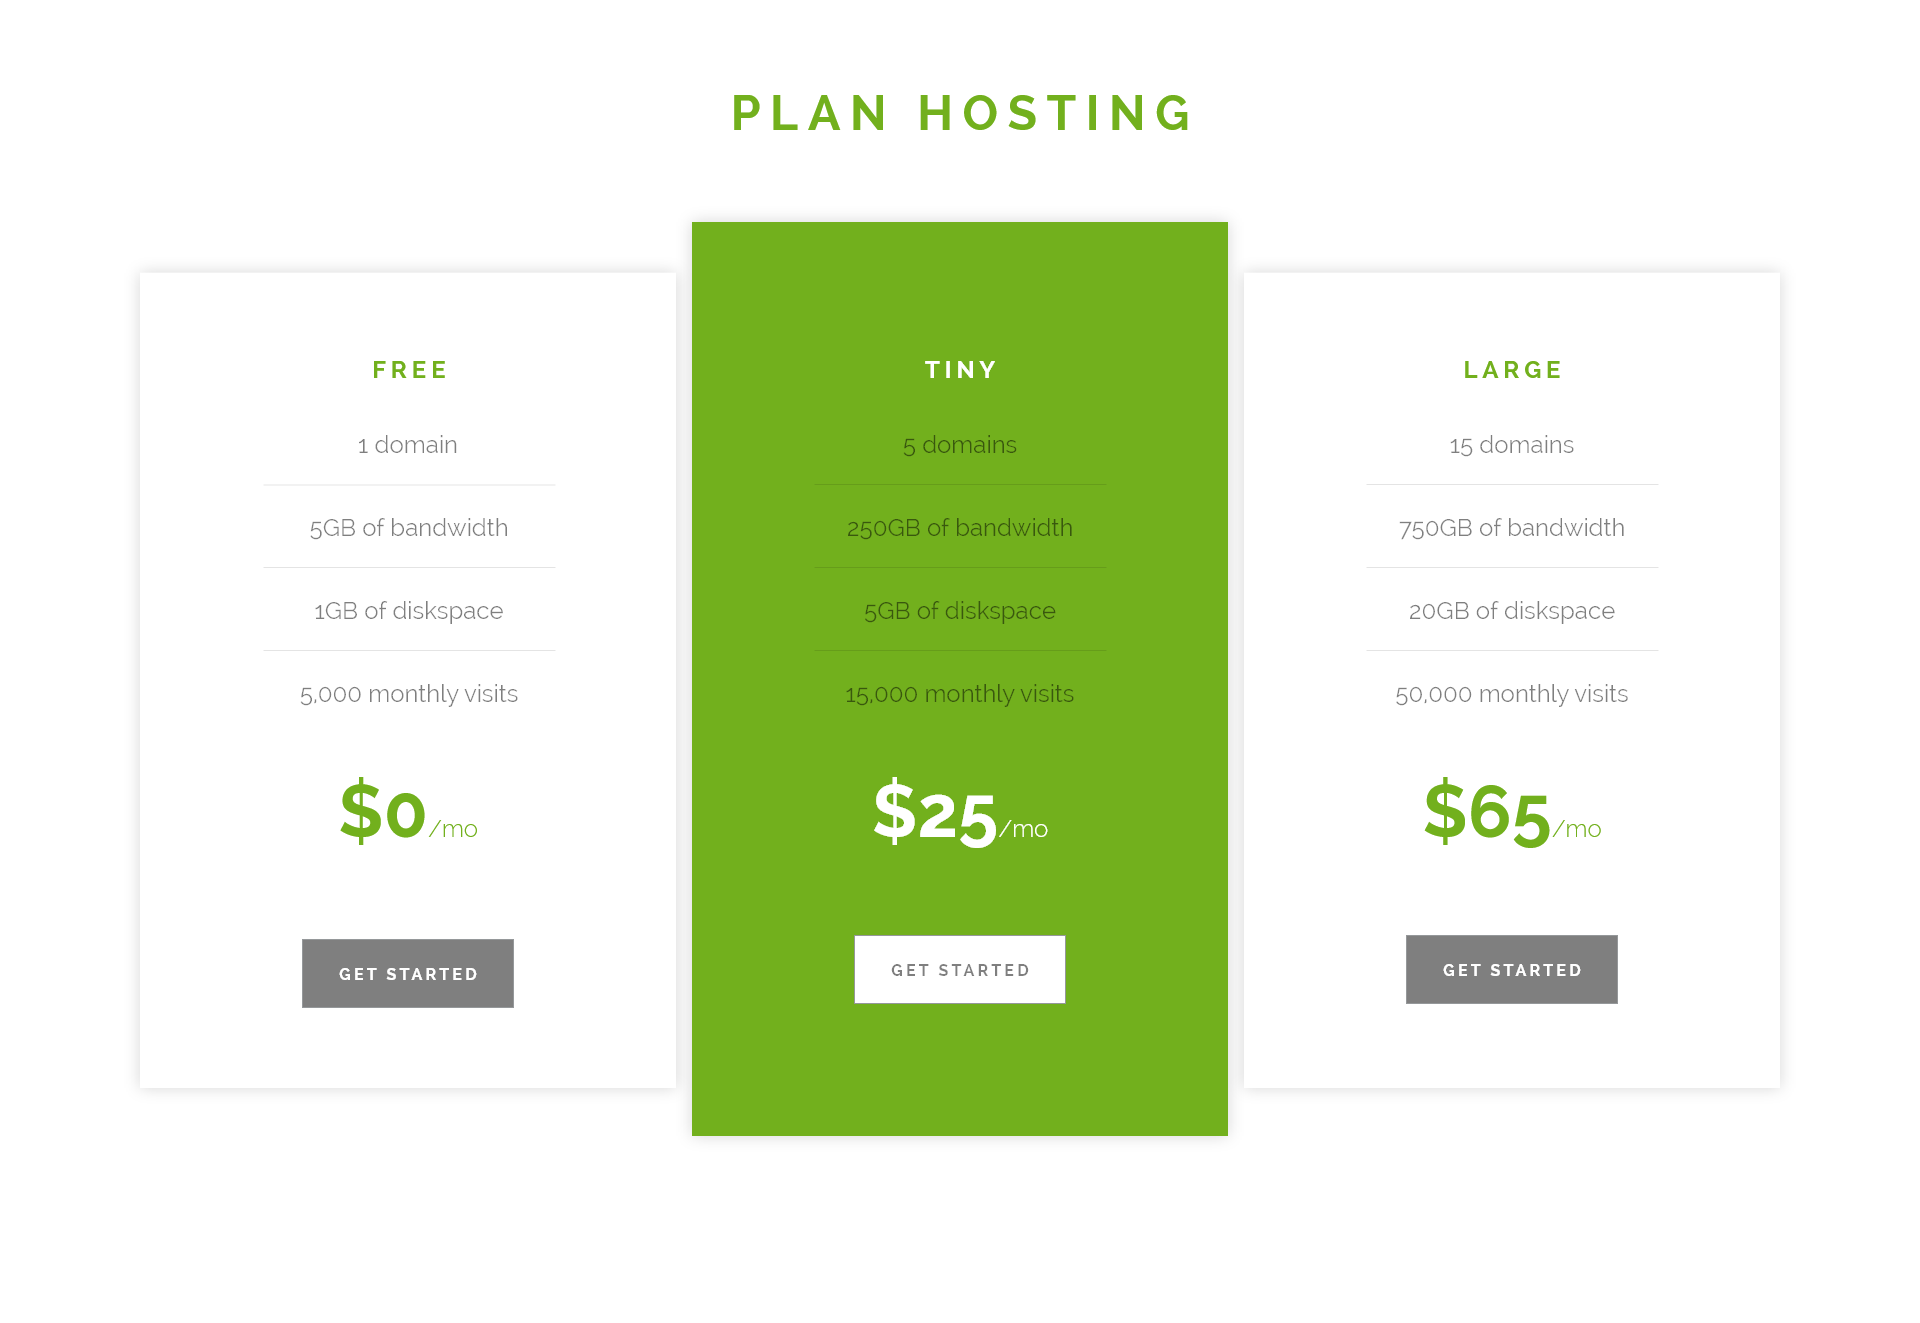 PLAN HOSTING
FREE
1 domain
5GB of bandwidth
1GB of diskspace
5,000 monthly visits
$0/mo
GET STARTED
TINY
5 domains
250GB of bandwidth
5GB of diskspace
15,000 monthly visits
$25/mo
GET STARTED
LARGE
15 domains
750GB of bandwidth
20GB of diskspace
50,000 monthly visits
$65/mo
GET STARTED